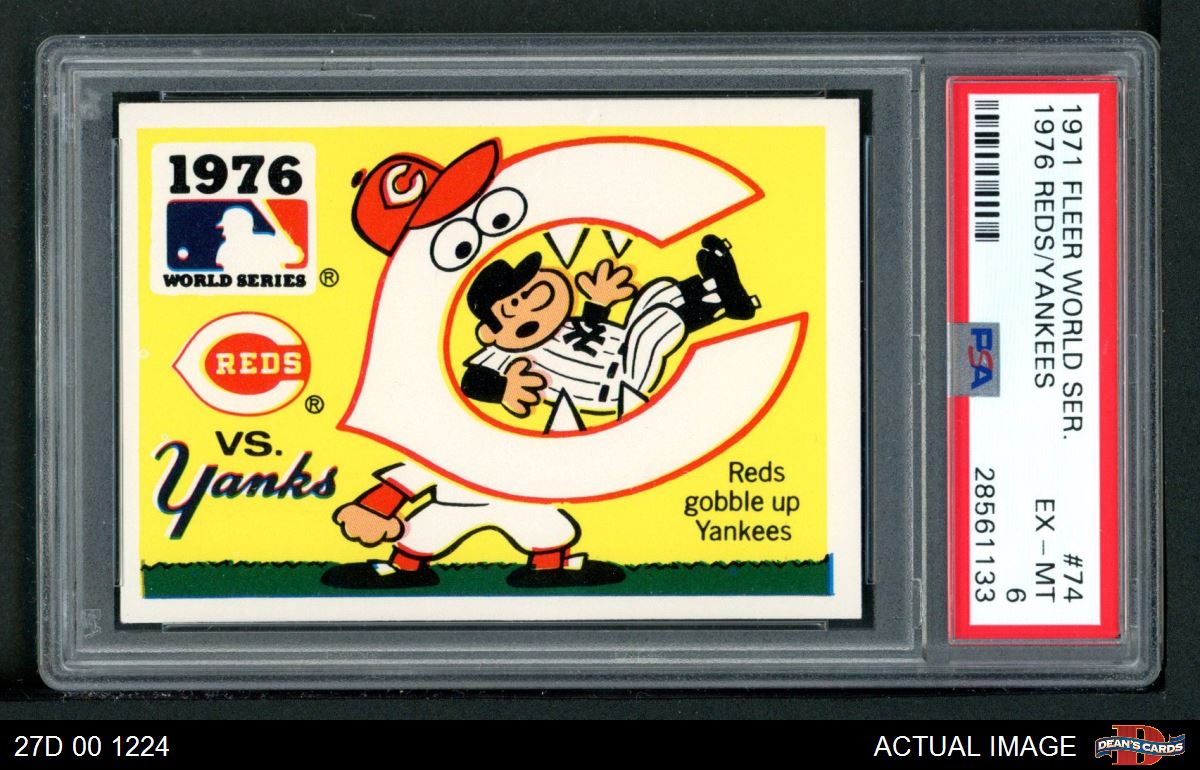 1976
WORLD SERIES ®
C
REDS ®
VS.
Yanks
NY
Reds
gobble up
Yankees
1971 FLEER WORLD SER. #74
1976 REDS/YANKEES EX - MT
6
28561133
PSA
27D 00 1224
ACTUAL IMAGE
D
DEAN'S CARDS